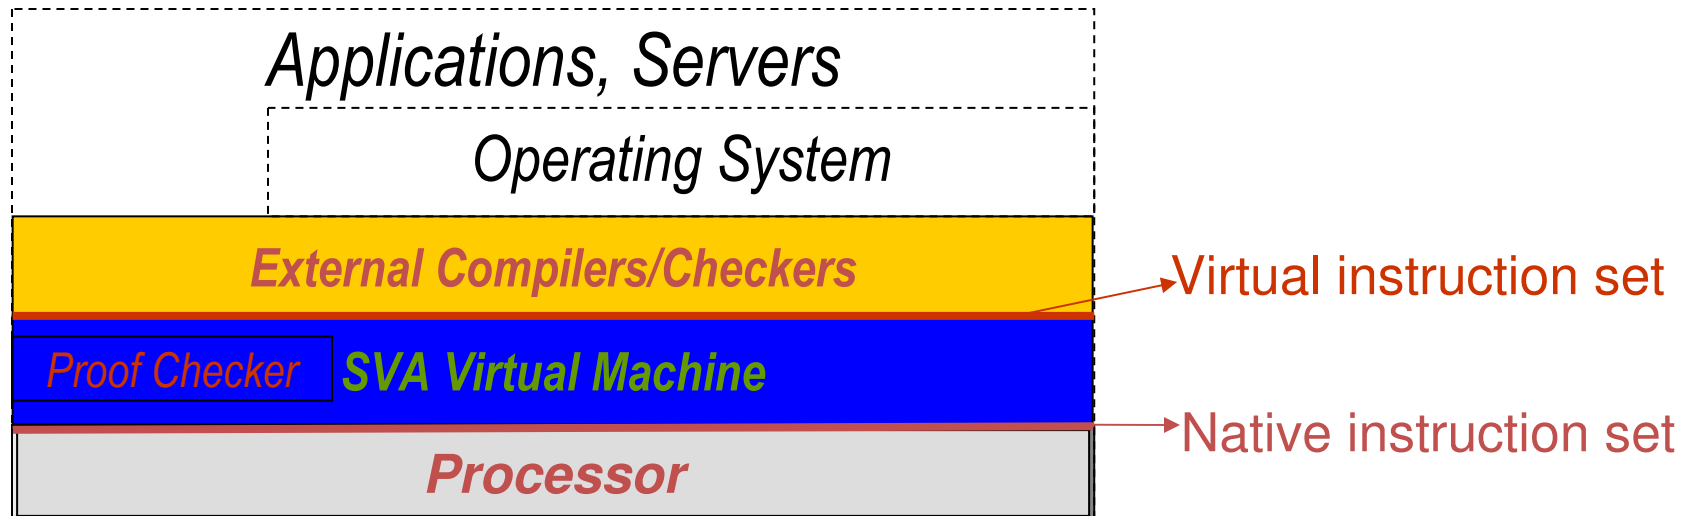 Applications, Servers
Operating System
External Compilers/Checkers
Virtual instruction set
Proof Checker
SVA Virtual Machine
Native instruction set
Processor